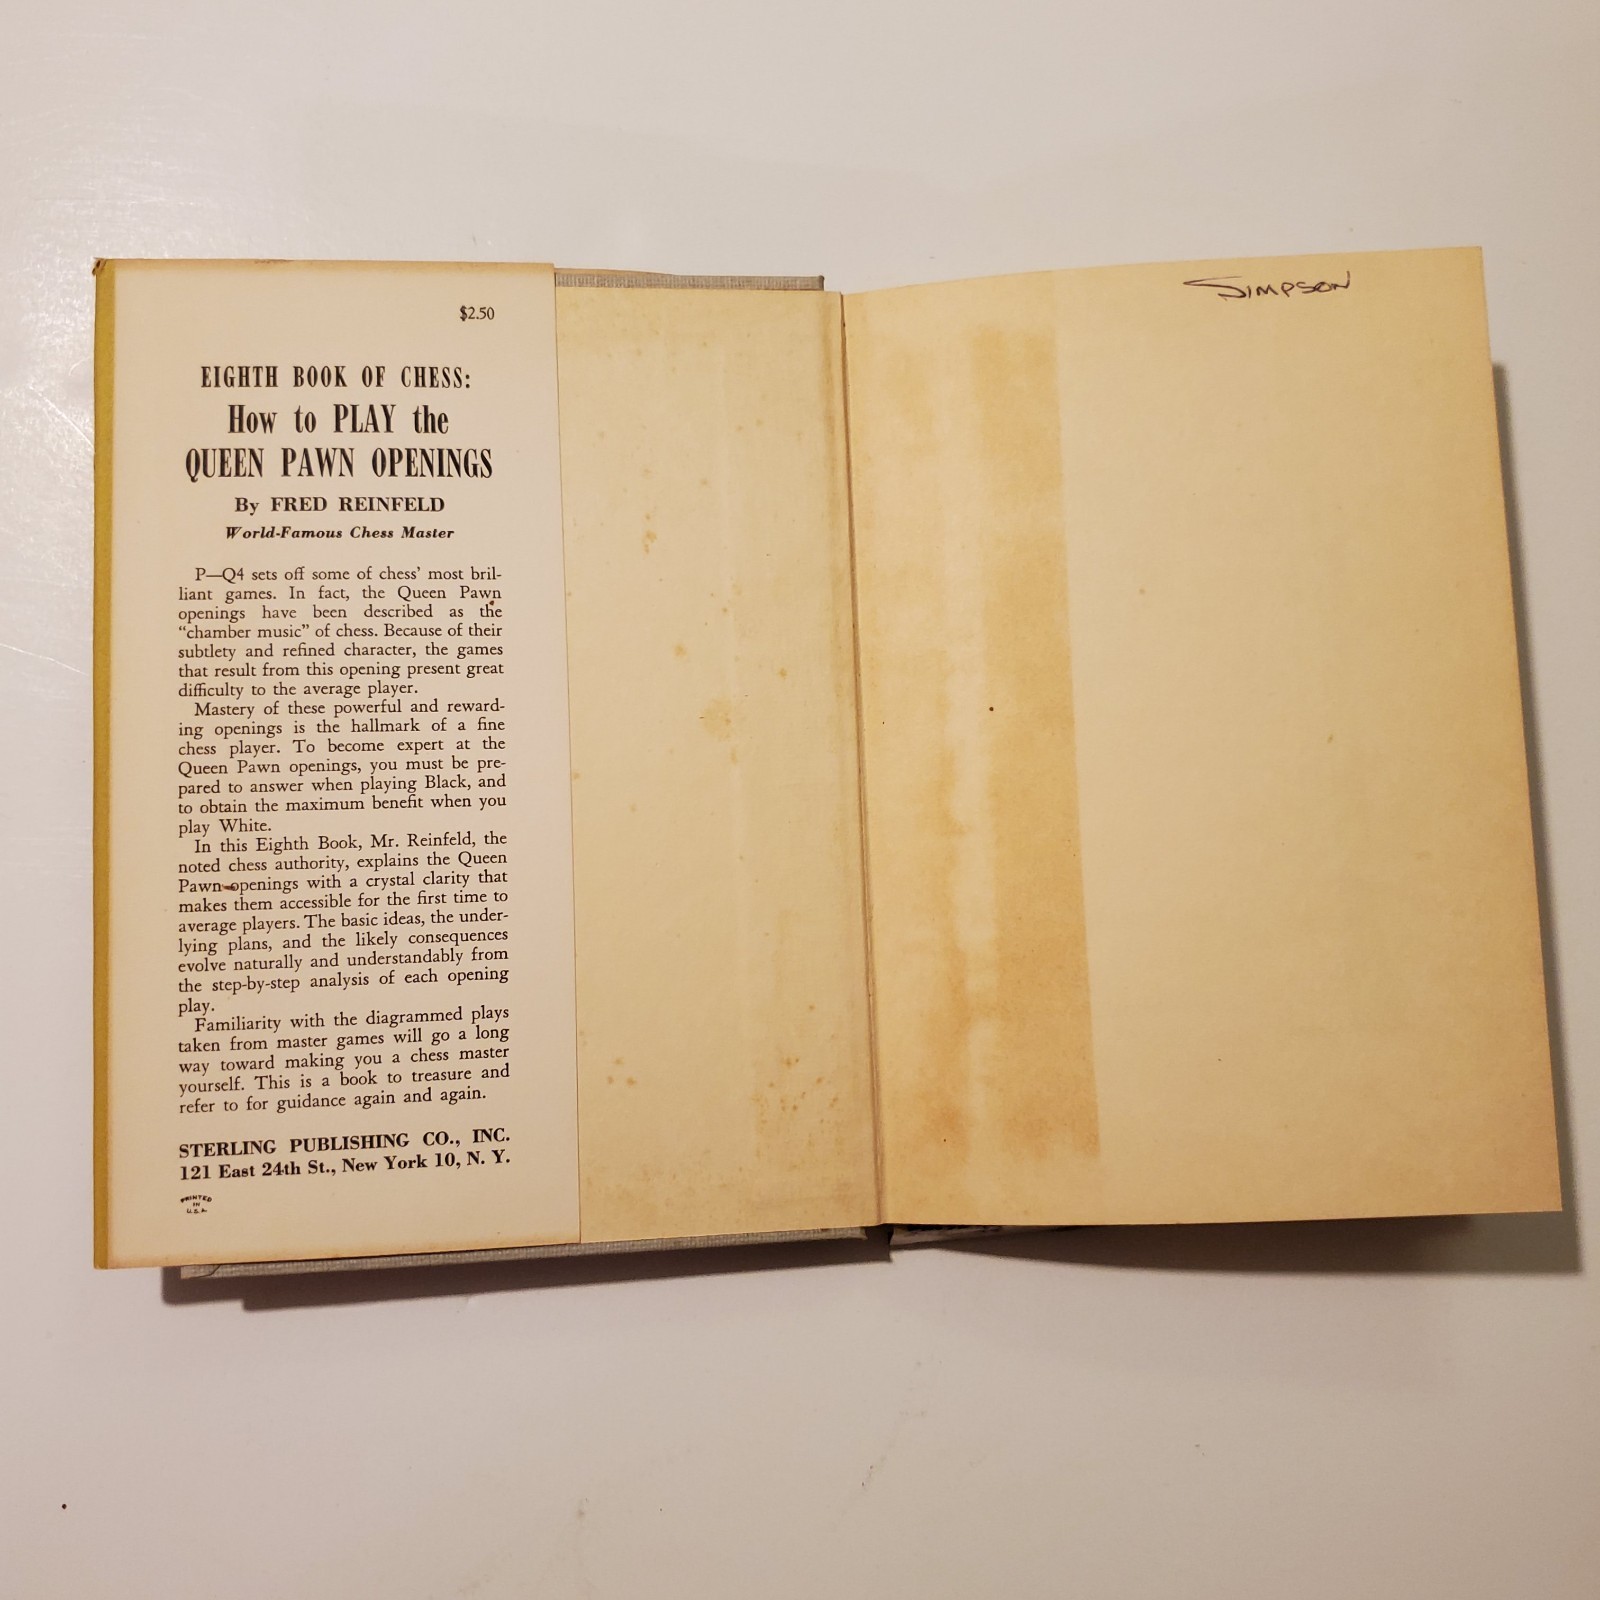 $2.50
EIGHTH BOOK OF CHESS:
How to PLAY the
QUEEN PAWN OPENINGS
By FRED REINFELD
World-Famous Chess Master
P—Q4 sets off some of chess' most bril-
liant games. In fact, the Queen Pawn
openings have been described as the
"chamber music" of chess. Because of their
subtlety and refined character, the games
that result from this opening present great
difficulty to the average player.
Mastery of these powerful and reward-
ing openings is the hallmark of a fine
chess player. To become expert at the
Queen Pawn openings, you must be pre-
pared to answer when playing Black, and
to obtain the maximum benefit when you
play White.
In this Eighth Book, Mr. Reinfeld, the
noted chess authority, explains the Queen
Pawn openings with a crystal clarity that
makes them accessible for the first time to
average players. The basic ideas, the under-
lying plans, and the likely consequences
evolve naturally and understandably from
the step-by-step analysis of each opening
play.
Familiarity with the diagrammed plays
taken from master games will go a long
way toward making you a chess master
yourself. This is a book to treasure and
refer to for guidance again and again.
STERLING PUBLISHING CO., INC.
121 East 24th St., New York 10, N. Y.
PRINTED
IN
U.S.A.
SIMPSON